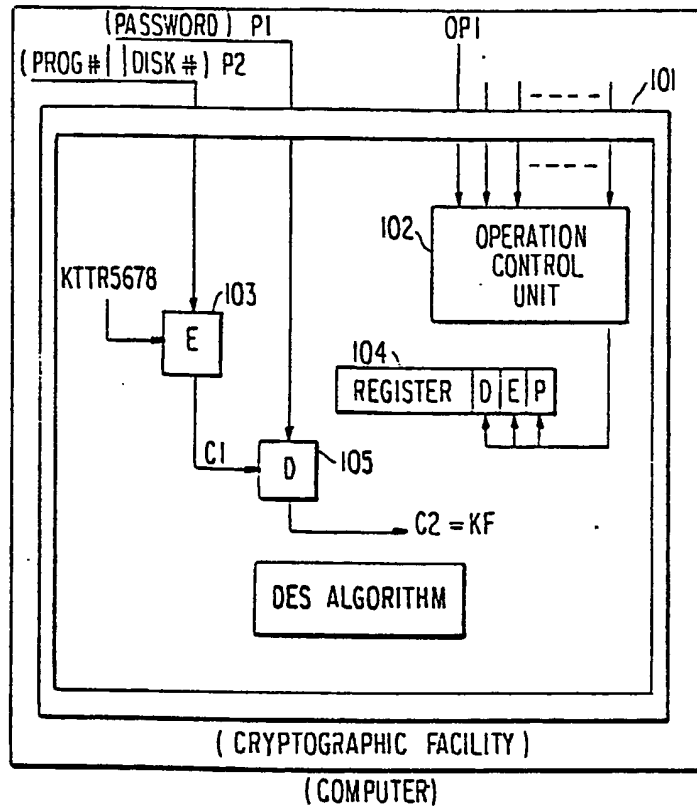 (PASSWORD) P1
OP1
(PROG#||DISK#) P2
101
102
OPERATION
CONTROL
UNIT
KTTR5678
103
E
104
REGISTER D E P
C1
D
105
C2 = KF
DES ALGORITHM
(CRYPTOGRAPHIC FACILITY)
(COMPUTER)